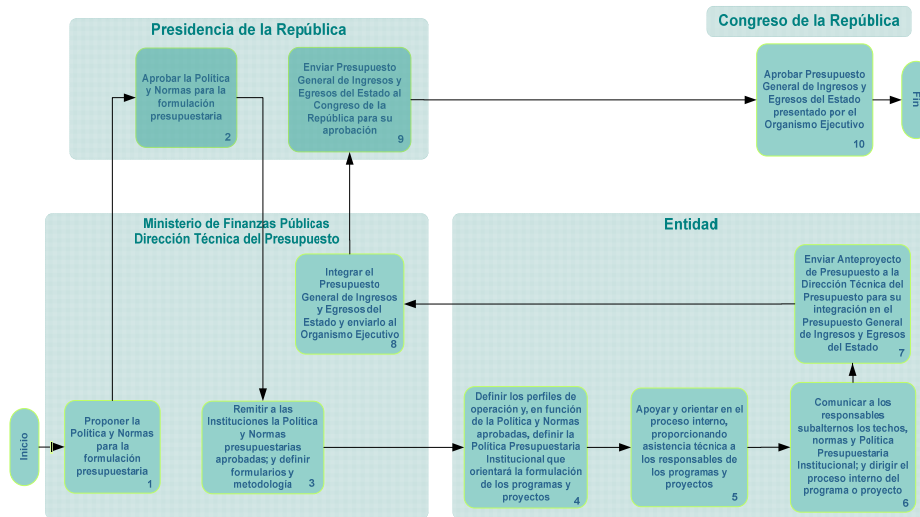 Presidencia de la República
Aprobar la Política
y Normas para la
formulación
presupuestaria
2
Enviar Presupuesto
General de Ingresos y
Egresos del Estado al
Congreso de la
República para su
aprobación
9
Congreso de la República
Aprobar Presupuesto
General de Ingresos y
Egresos del Estado
presentado por el
Organismo Ejecutivo
10
Fin
Ministerio de Finanzas Públicas
Dirección Técnica del Presupuesto
Integrar el
Presupuesto
General de Ingresos
y Egresos del
Estado y enviarlo al
Organismo Ejecutivo
8
Inicio
Proponer la
Política y Normas
para la
formulación
presupuestaria
1
Remitir a las
Instituciones la Política
y Normas
presupuestarias
aprobadas; y definir
formularios y
metodología
3
Entidad
Enviar Anteproyecto
de Presupuesto a la
Dirección Técnica del
Presupuesto para su
integración en el
Presupuesto General
de Ingresos y Egresos
del Estado
7
Definir los perfiles de
operación y, en función
de la Política y Normas
aprobadas, definir la
Política Presupuestaria
Institucional que
orientará la formulación
de los programas y
proyectos
4
Apoyar y orientar en el
proceso interno,
proporcionando
asistencia técnica a
los responsables de
los programas y
proyectos
5
Comunicar a los
responsables
subalternos los techos,
normas y Política
Presupuestaria
Institucional; y dirigir el
proceso interno del
programa o proyecto
6